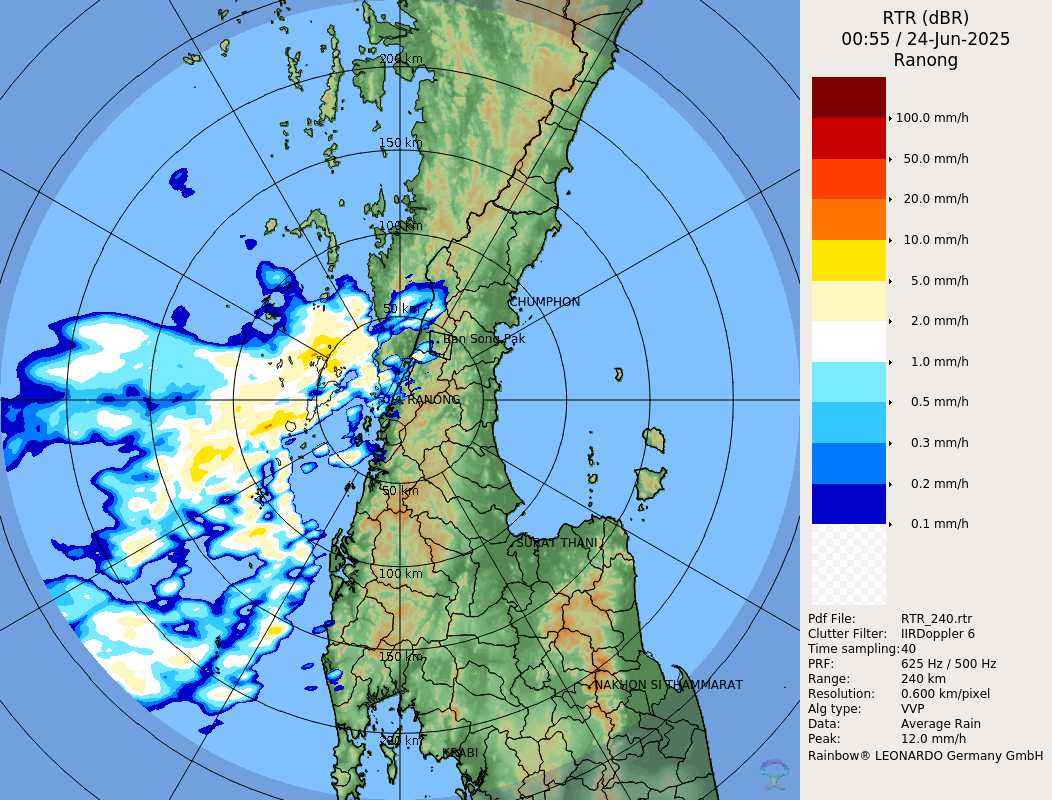 RTR (dBR)
00:55 / 24-Jun-2025
Ranong
100.0 mm/h
50.0 mm/h
20.0 mm/h
10.0 mm/h
5.0 mm/h
2.0 mm/h
1.0 mm/h
0.5 mm/h
0.3 mm/h
0.2 mm/h
0.1 mm/h
Pdf File: RTR_240.rtr
Clutter Filter: IIRDoppler 6
Time sampling:40
PRF: 625 Hz / 500 Hz
Range: 240 km
Resolution: 0.600 km/pixel
Alg type: VVP
Data: Average Rain
Peak: 12.0 mm/h
Rainbow® LEONARDO Germany GmbH
200 km
150 km
100 km
CHUMPHON
50 km
Ban Song Pak
RANONG
50 km
SURAT THANI
100 km
150 km
NAKHON SI THAMMARAT
200 km
KRABI